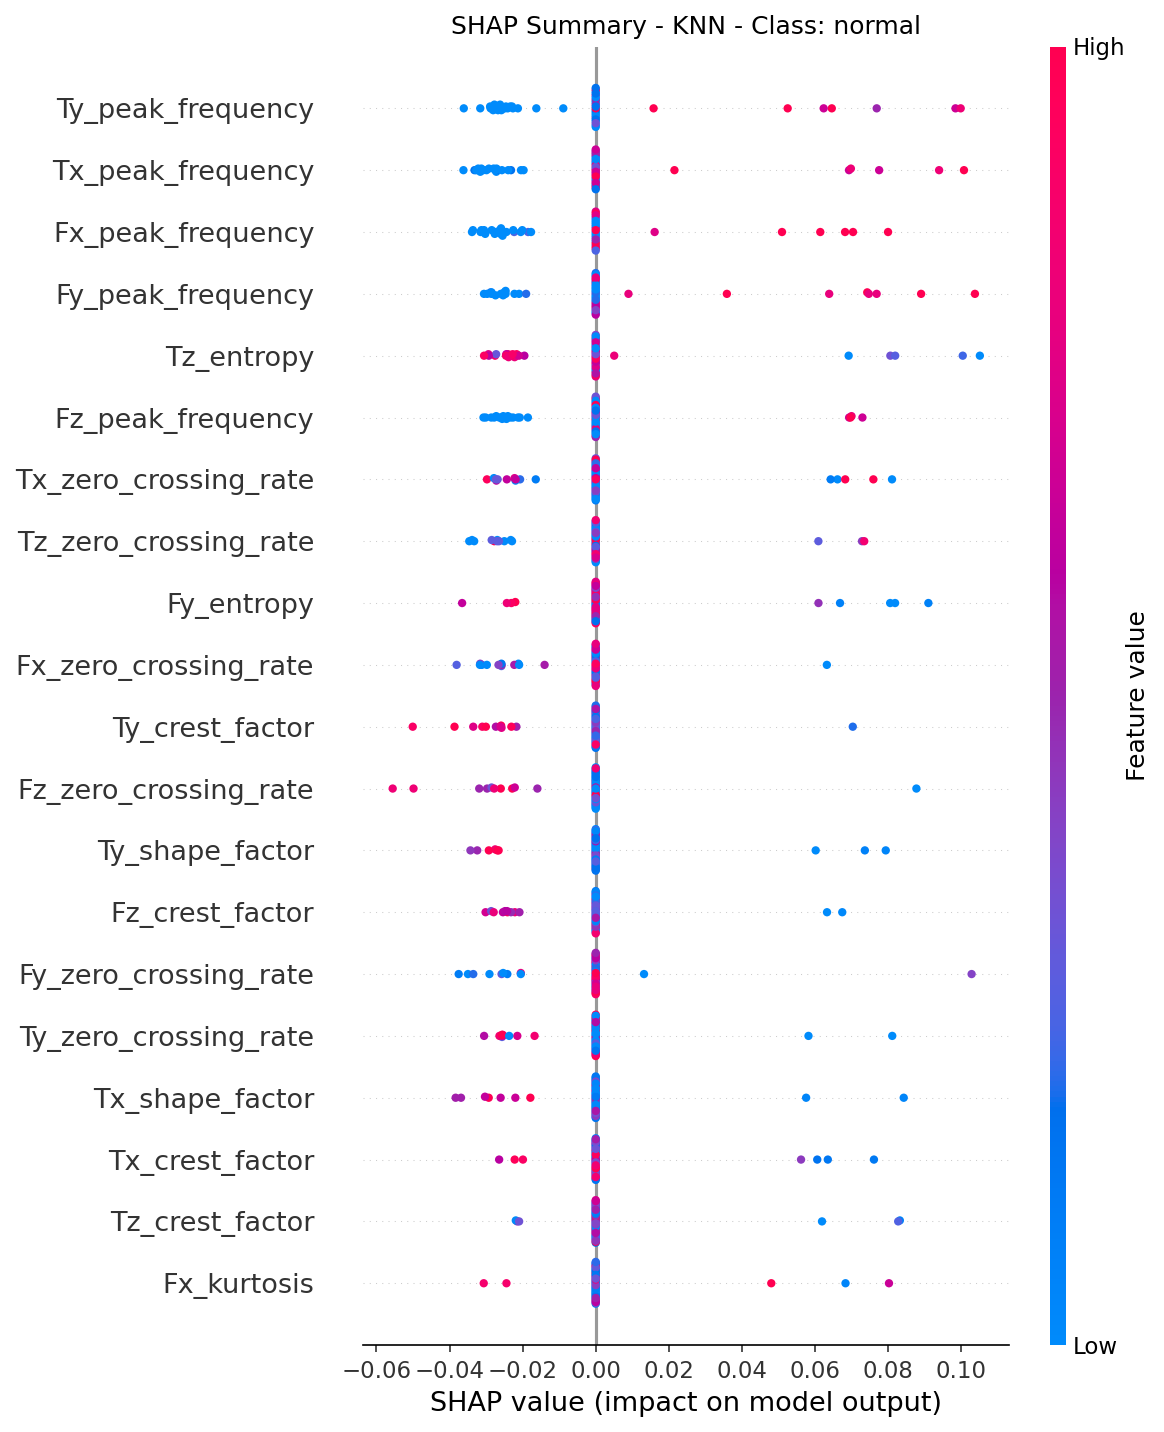 SHAP Summary - KNN - Class: normal
High
Ty_peak_frequency
Tx_peak_frequency
Fx_peak_frequency
Fy_peak_frequency
Tz_entropy
Fz_peak_frequency
Tx_zero_crossing_rate
Tz_zero_crossing_rate
Fy_entropy
Fx_zero_crossing_rate
Ty_crest_factor
Fz_zero_crossing_rate
Ty_shape_factor
Fz_crest_factor
Fy_zero_crossing_rate
Ty_zero_crossing_rate
Tx_shape_factor
Tx_crest_factor
Tz_crest_factor
Fx_kurtosis
Feature value
Low
−0.06 −0.04 −0.02 0.00 0.02 0.04 0.06 0.08 0.10
SHAP value (impact on model output)